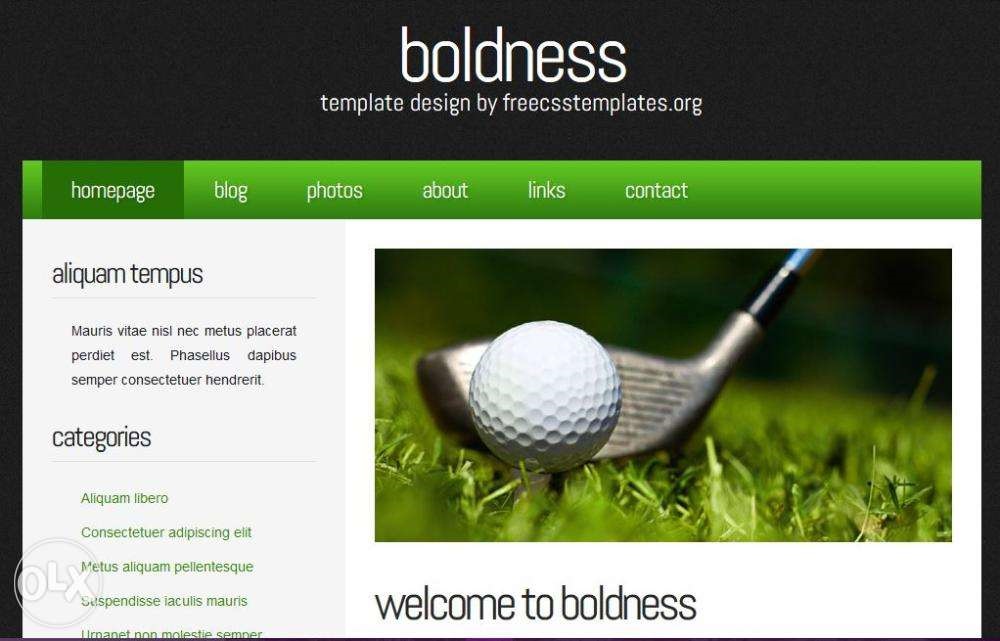 boldness
template design by freecsstemplates.org
homepage blog photos about links contact
aliquam tempus
Mauris vitae nisl nec metus placerat
perdiet est. Phasellus dapibus
semper consectetuer hendrerit.
categories
Aliquam libero
Consectetuer adipiscing elit
Metus aliquam pellentesque
Suspendisse iaculis mauris
Urnanet non molestie semper
OLX
welcome to boldness